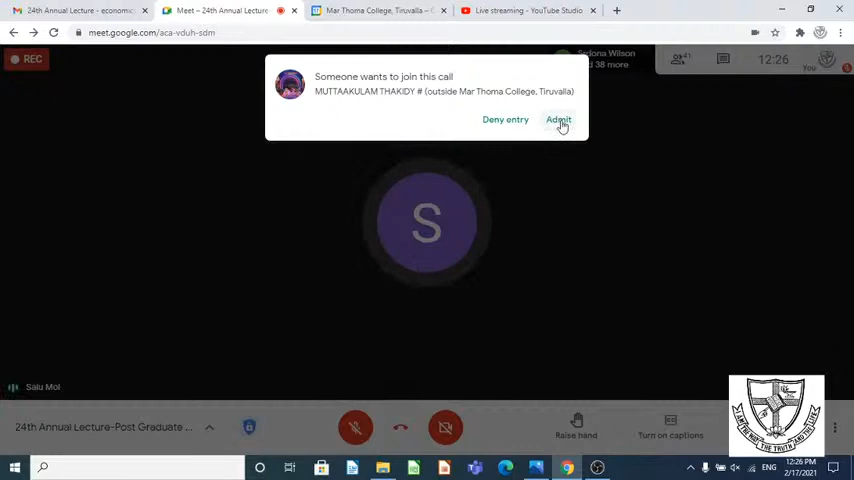 24th Annual Lecture - economic
Meet – 24th Annual Lecture
Mar Thoma College, Tiruvalla – C
Live streaming - YouTube Studio
meet.google.com/aca-vduh-sdm
REC
Wilson
38 more
41
12:26
You
Someone wants to join this call
MUTTAAKULAM THAKIDY # (outside Mar Thoma College, Tiruvalla)
Deny entry
Admit
S
Salu Mol
24th Annual Lecture-Post Graduate ...
Raise hand
Turn on captions
ENG
12:26 PM
2/17/2021